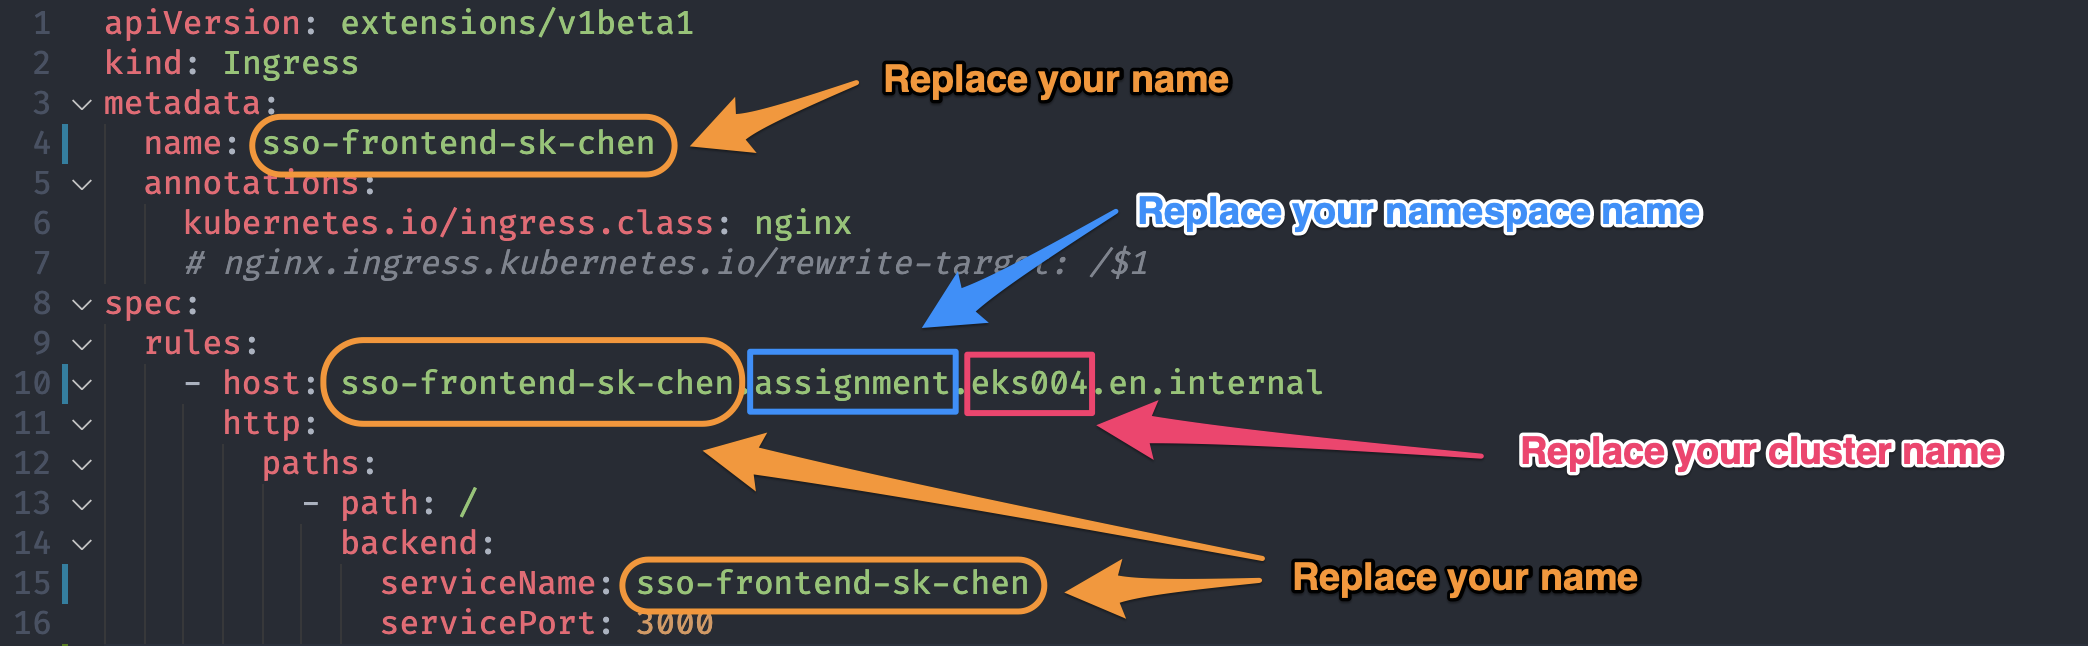 1 apiVersion: extensions/v1beta1
2 kind: Ingress
Replace your name
3 metadata:
4 name: sso-frontend-sk-chen
5 annotations:
Replace your namespace name
6 kubernetes.io/ingress.class: nginx
7 # nginx.ingress.kubernetes.io/rewrite-target: /$1
8 spec:
9 rules:
10 - host: sso-frontend-sk-chen.assignment.eks004.en.internal
11 http:
Replace your cluster name
12 paths:
13 - path: /
14 backend:
15 serviceName: sso-frontend-sk-chen
Replace your name
16 servicePort: 3000